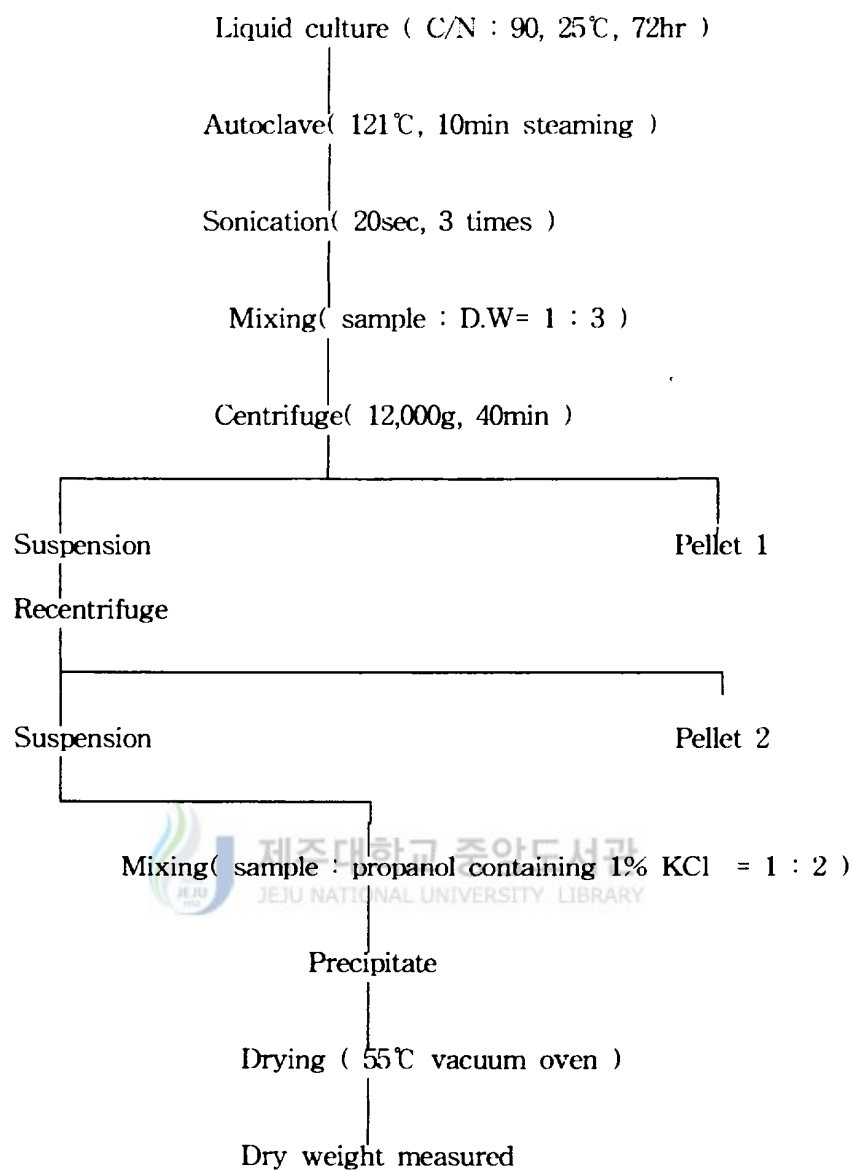 Liquid culture ( C/N : 90, 25℃, 72hr )
Autoclave( 121℃, 10min steaming )
Sonication( 20sec, 3 times )
Mixing( sample : D.W= 1 : 3 )
Centrifuge( 12,000g, 40min )
Suspension Pellet 1
Recentrifuge
Suspension Pellet 2
제주대학교 중앙도서관
Mixing( sample : propanol containing 1% KCl = 1 : 2 )
JEJU NATIONAL UNIVERSITY LIBRARY
Precipitate
Drying ( 55℃ vacuum oven )
Dry weight measured